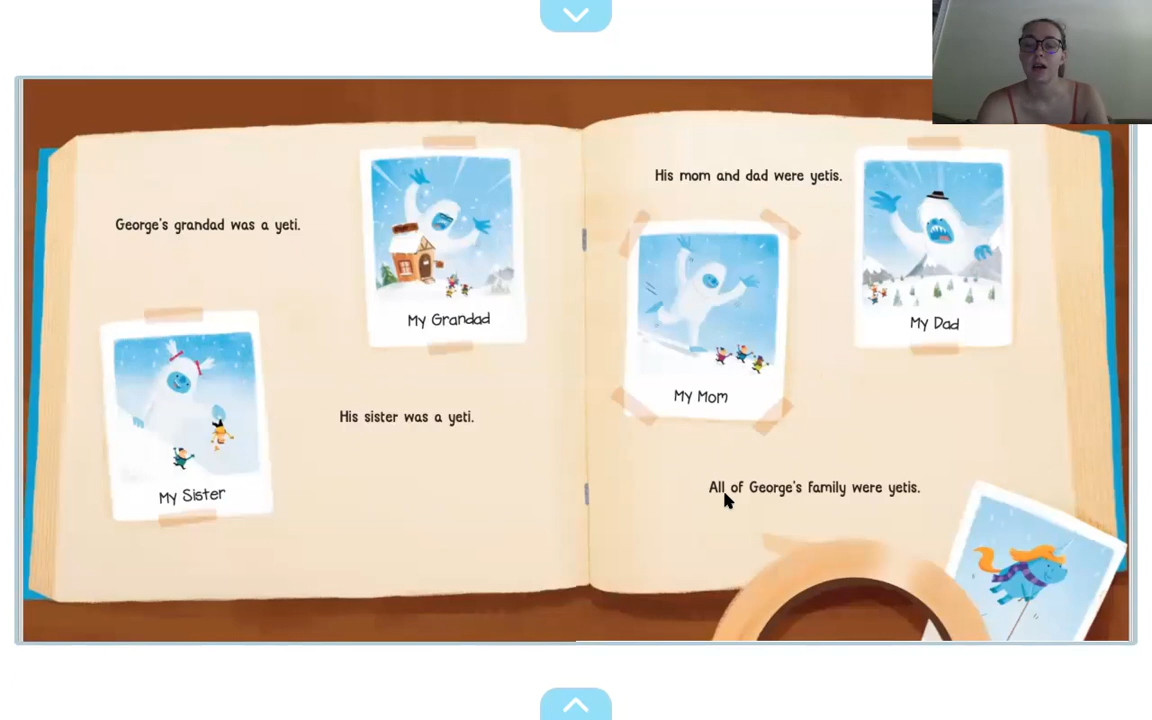 George's grandad was a yeti.
My Grandad
My Sister
His sister was a yeti.
His mom and dad were yetis.
My Mom
My Dad
All of George's family were yetis.